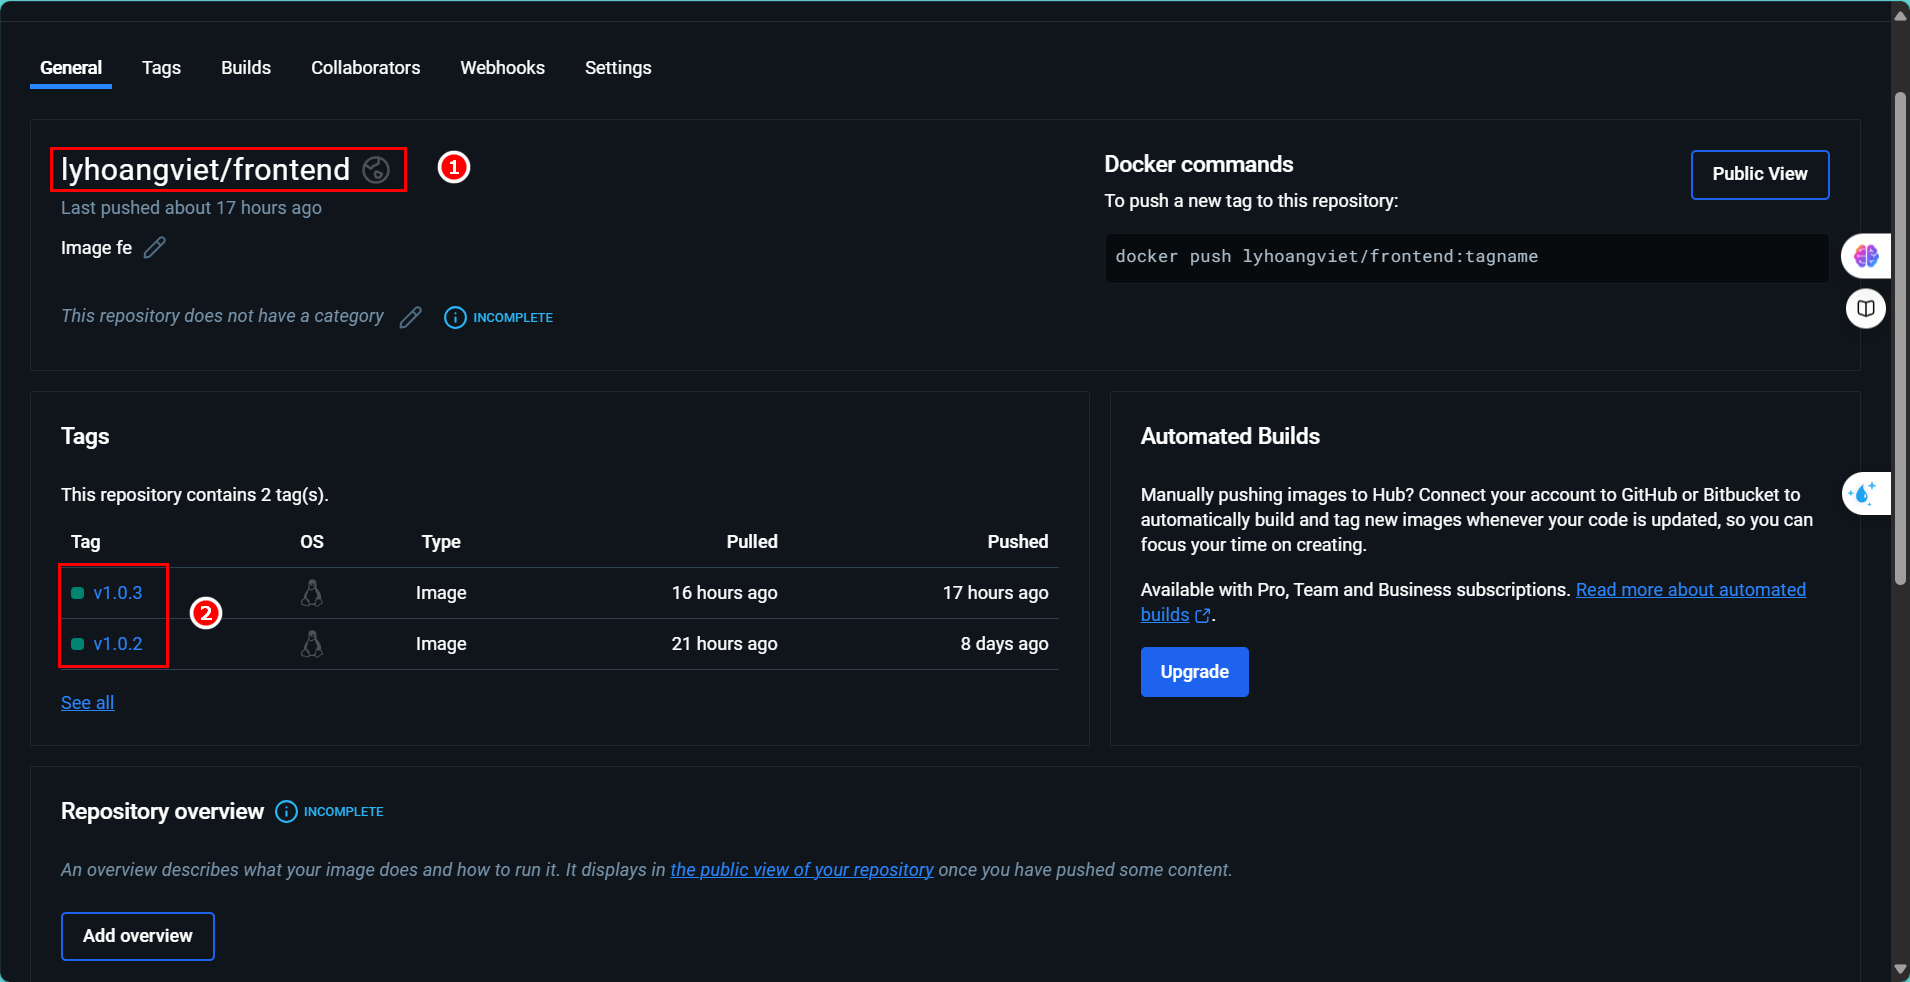 General Tags Builds Collaborators Webhooks Settings
lyhoangviet/frontend
1
Last pushed about 17 hours ago
Image fe
This repository does not have a category
INCOMPLETE
Docker commands
Public View
To push a new tag to this repository:
docker push lyhoangviet/frontend:tagname
Tags
This repository contains 2 tag(s).
Tag OS Type Pulled Pushed
v1.0.3 Image 16 hours ago 17 hours ago
2
v1.0.2 Image 21 hours ago 8 days ago
See all
Automated Builds
Manually pushing images to Hub? Connect your account to GitHub or Bitbucket to
automatically build and tag new images whenever your code is updated, so you can
focus your time on creating.
Available with Pro, Team and Business subscriptions. Read more about automated
builds.
Upgrade
Repository overview INCOMPLETE
An overview describes what your image does and how to run it. It displays in the public view of your repository once you have pushed some content.
Add overview